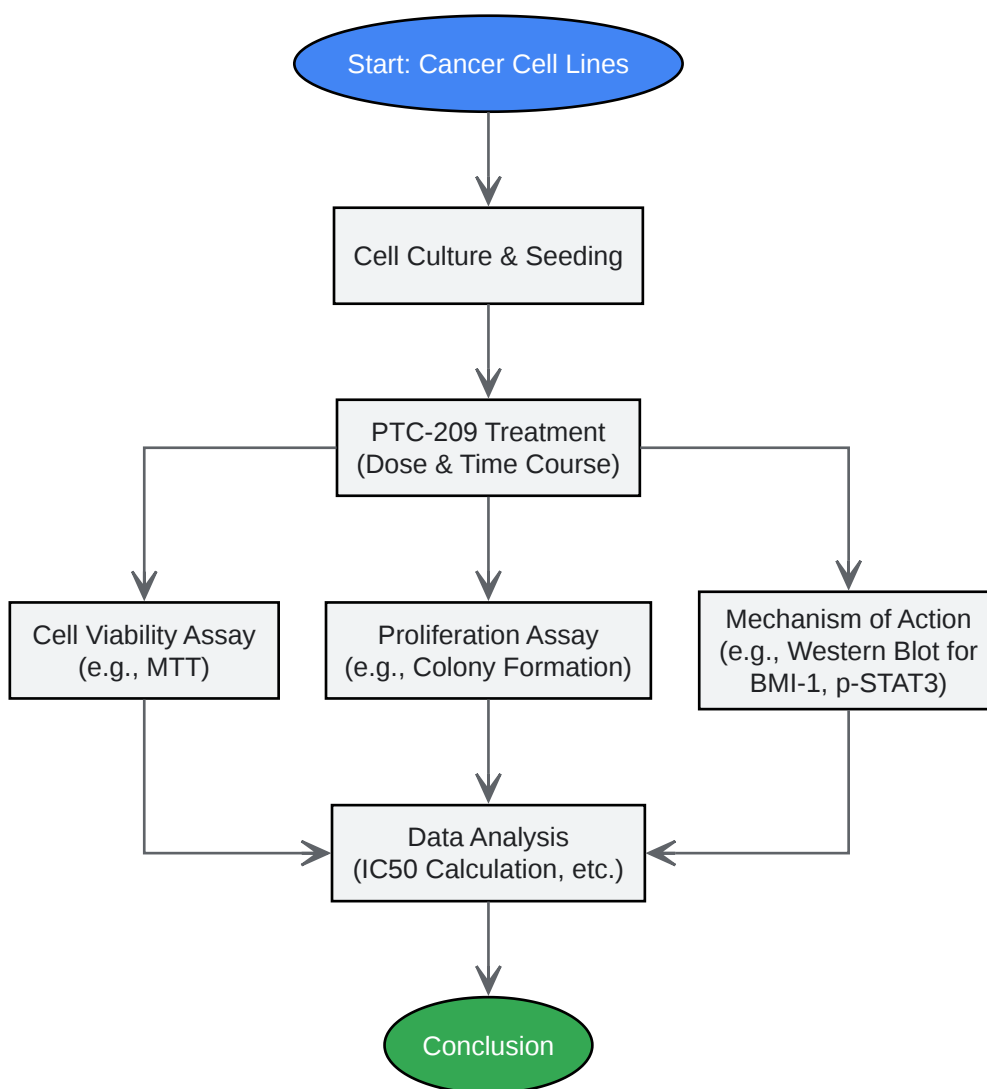 Start: Cancer Cell Lines
Cell Culture & Seeding
PTC-209 Treatment
(Dose & Time Course)
Cell Viability Assay
(e.g., MTT)
Proliferation Assay
(e.g., Colony Formation)
Mechanism of Action
(e.g., Western Blot for
BMI-1, p-STAT3)
Data Analysis
(IC50 Calculation, etc.)
Conclusion